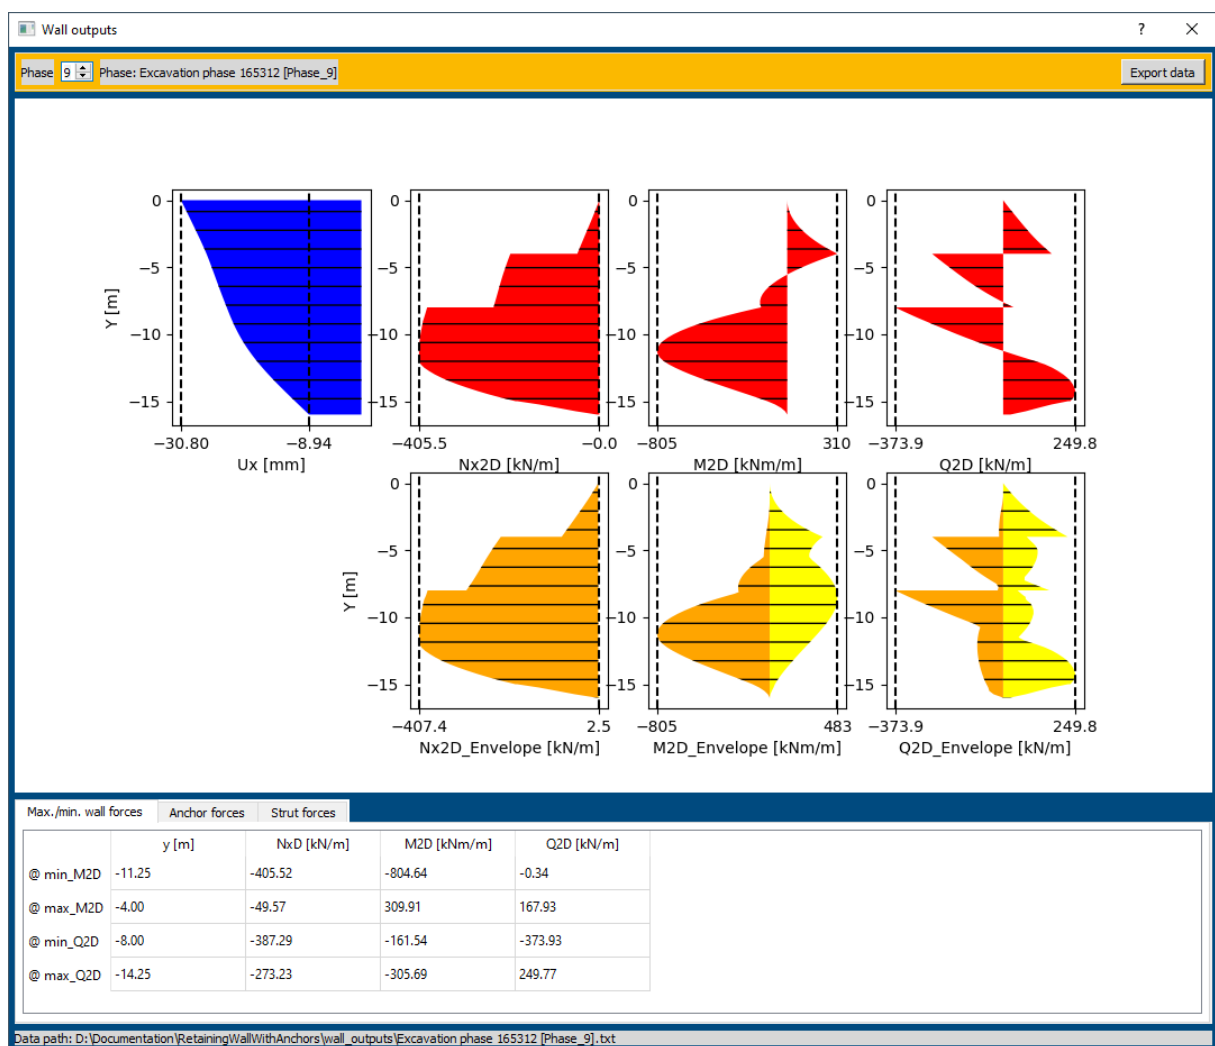 Wall outputs ? ×
Phase 9 Phase: Excavation phase 165312 [Phase_9] Export data
0 0 0 0
−5 −5 −5 −5
Y [m]
−10 −10 −10 −10
−15 −15 −15 −15
−30.80 −8.94 −405.5 −0.0 −805 310 −373.9 249.8
Ux [mm] Nx2D [kN/m] M2D [kNm/m] Q2D [kN/m]
0 0 0
−5 −5 −5
Y [m]
−10 −10 −10
−15 −15 −15
−407.4 2.5 −805 483 −373.9 249.8
Nx2D_Envelope [kN/m] M2D_Envelope [kNm/m] Q2D_Envelope [kN/m]
Max./min. wall forces Anchor forces Strut forces
y [m] NxD [kN/m] M2D [kNm/m] Q2D [kN/m]
@ min_M2D -11.25 -405.52 -804.64 -0.34
@ max_M2D -4.00 -49.57 309.91 167.93
@ min_Q2D -8.00 -387.29 -161.54 -373.93
@ max_Q2D -14.25 -273.23 -305.69 249.77
Data path: D:\Documentation\RetainingWallWithAnchors\wall_outputs\Excavation phase 165312 [Phase_9].txt